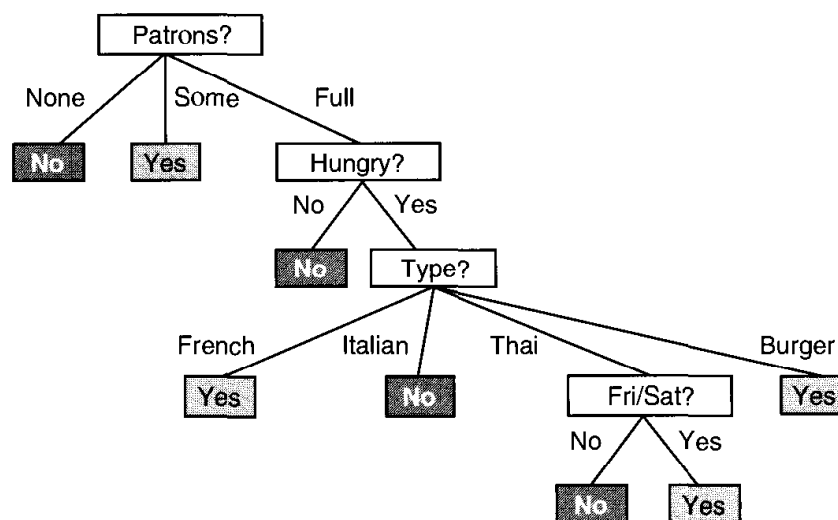 Patrons?
None Some Full
No Yes Hungry?
No Yes
No Type?
French Italian Thai Burger
Yes No Fri/Sat? Yes
No Yes
No Yes